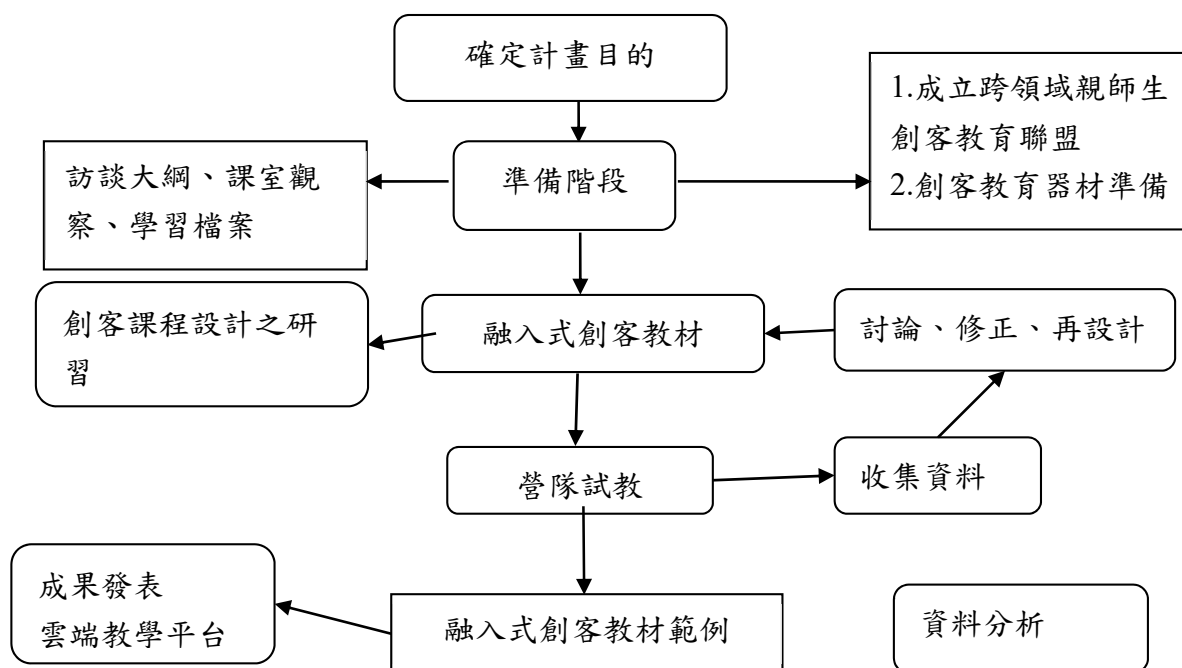 確定計畫目的
1.成立跨領域親師生
創客教育聯盟
2.創客教育器材準備
訪談大綱、課室觀
察、學習檔案
準備階段
創客課程設計之研
習
融入式創客教材
討論、修正、再設計
營隊試教
收集資料
成果發表
雲端教學平台
融入式創客教材範例
資料分析